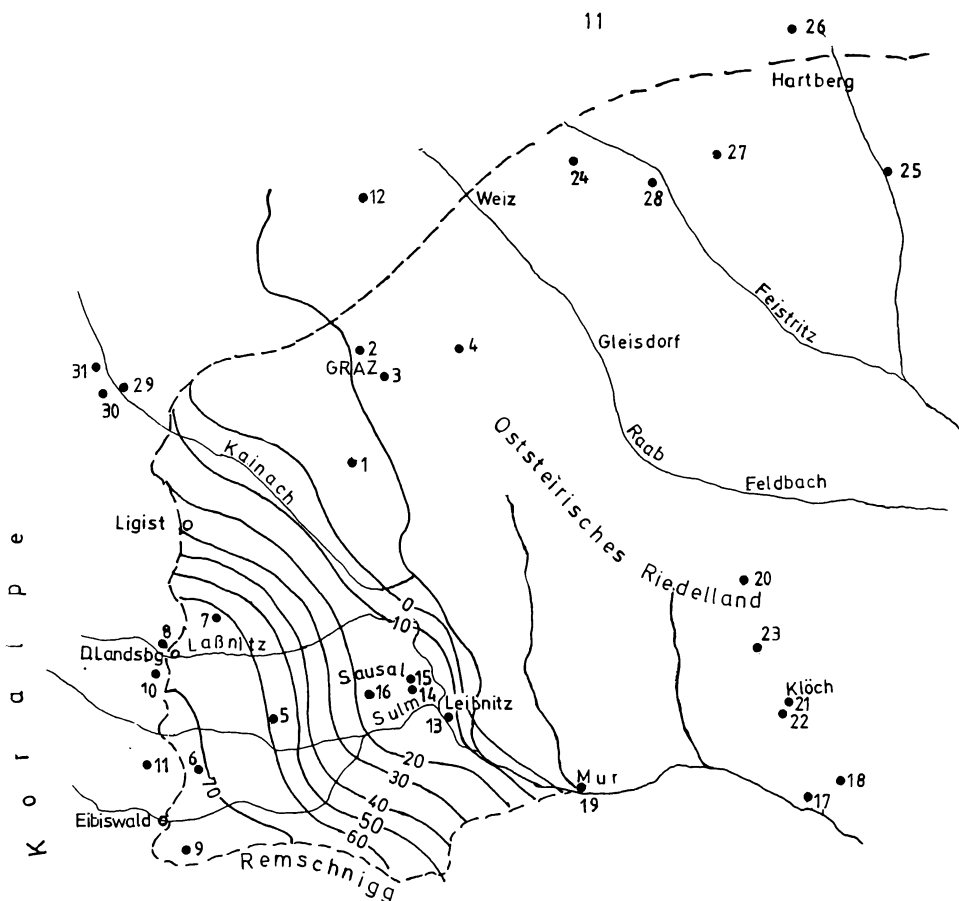 11
26
Hartberg
27
24
25
28
12
Weiz
Feistritz
Gleisdorf
2
GRAZ
3
4
31
29
30
Raab
Feldbach
Oststeirisches Riedelland
1
Kainach
Ligist
Koralpe
20
23
0
10
7
8
Laßnitz
D.Landsbg
10
Sausal
15
16
14
Sulm
Leibnitz
13
5
Klöch
21
22
11
6
70
20
30
40
50
60
Mur
19
18
17
Eibiswald
9
Remschnigg